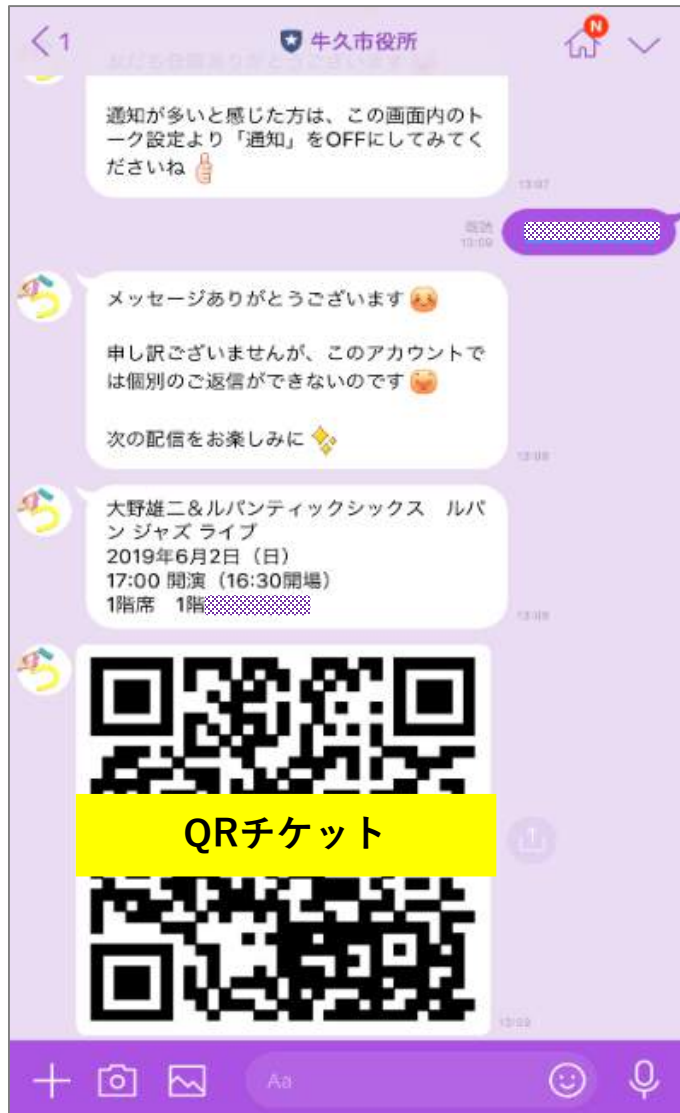 1
牛久市役所
N
通知が多いと感じた方は、この画面内のト
ーク設定より「通知」をOFFにしてみてく
ださいね
13:07
既読
13:09
メッセージありがとうございます
申し訳ございませんが、このアカウントで
は個別のご返信ができないのです
次の配信をお楽しみに
13:09
大野雄二&ルパンティックシックス　ルパ
ン ジャズ ライブ
2019年6月2日（日）
17:00 開演（16:30開場）
1階席　1階
13:09
QRチケット
13:09
Aa